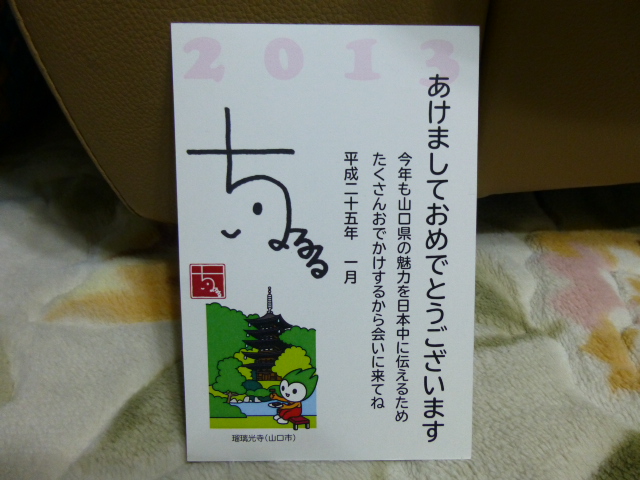 2013
あけましておめでとうございます
今年も山口県の魅力を日本中に伝えるため
たくさんおでかけするから会いに来てね
平成二十五年 一月
ちょるる
瑠璃光寺(山口市)